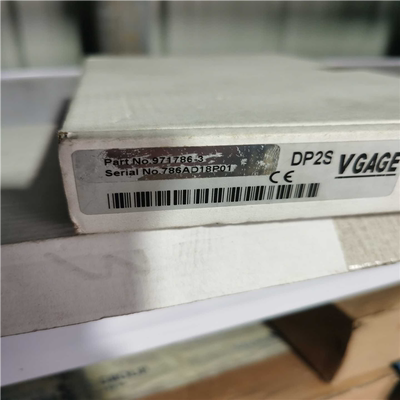 Part No.971786-3
Serial No.786AD18P01
DP2S VGAGE
CE